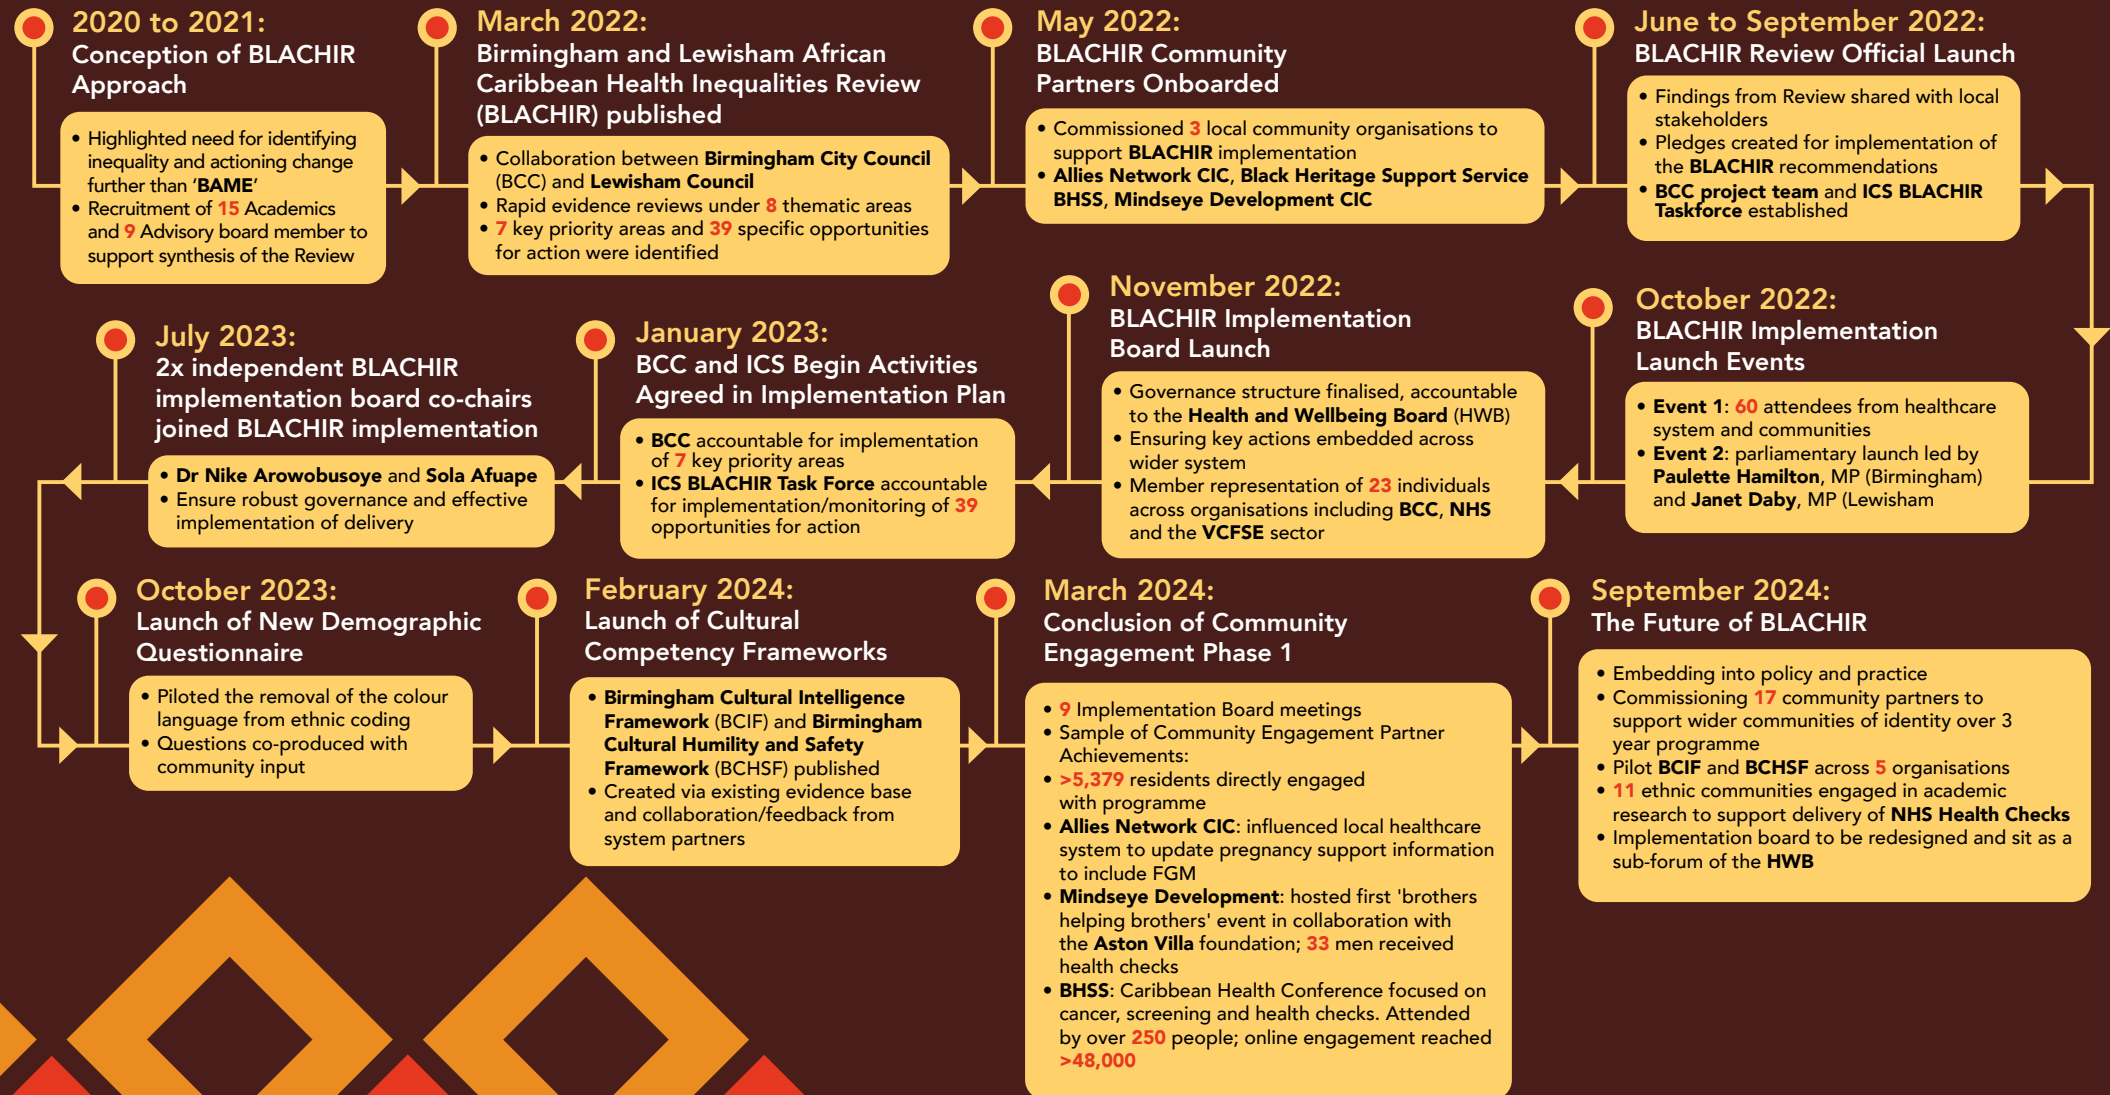 2020 to 2021:
Conception of BLACHIR
Approach
• Highlighted need for identifying
inequality and actioning change
further than ‘BAME‘
• Recruitment of 15 Academics
and 9 Advisory board member to
support synthesis of the Review
March 2022:
Birmingham and Lewisham African
Caribbean Health Inequalities Review
(BLACHIR) published
• Collaboration between Birmingham City Council
(BCC) and Lewisham Council
• Rapid evidence reviews under 8 thematic areas
• 7 key priority areas and 39 specific opportunities
for action were identified
May 2022:
BLACHIR Community
Partners Onboarded
• Commissioned 3 local community organisations to
support BLACHIR implementation
• Allies Network CIC, Black Heritage Support Service
BHSS, Mindseye Development CIC
June to September 2022:
BLACHIR Review Official Launch
• Findings from Review shared with local
stakeholders
• Pledges created for implementation of
the BLACHIR recommendations
• BCC project team and ICS BLACHIR
Taskforce established
October 2022:
BLACHIR Implementation
Launch Events
• Event 1: 60 attendees from healthcare
system and communities
• Event 2: parliamentary launch led by
Paulette Hamilton, MP (Birmingham)
and Janet Daby, MP (Lewisham
November 2022:
BLACHIR Implementation
Board Launch
• Governance structure finalised, accountable
to the Health and Wellbeing Board (HWB)
• Ensuring key actions embedded across
wider system
• Member representation of 23 individuals
across organisations including BCC, NHS
and the VCFSE sector
January 2023:
BCC and ICS Begin Activities
Agreed in Implementation Plan
• BCC accountable for implementation
of 7 key priority areas
• ICS BLACHIR Task Force accountable
for implementation/monitoring of 39
opportunities for action
July 2023:
2x independent BLACHIR
implementation board co-chairs
joined BLACHIR implementation
• Dr Nike Arowobusoye and Sola Afuape
• Ensure robust governance and effective
implementation of delivery
October 2023:
Launch of New Demographic
Questionnaire
• Piloted the removal of the colour
language from ethnic coding
• Questions co-produced with
community input
February 2024:
Launch of Cultural
Competency Frameworks
• Birmingham Cultural Intelligence
Framework (BCIF) and Birmingham
Cultural Humility and Safety
Framework (BCHSF) published
• Created via existing evidence base
and collaboration/feedback from
system partners
March 2024:
Conclusion of Community
Engagement Phase 1
• 9 Implementation Board meetings
• Sample of Community Engagement Partner
Achievements:
• >5,379 residents directly engaged
with programme
• Allies Network CIC: influenced local healthcare
system to update pregnancy support information
to include FGM
• Mindseye Development: hosted first 'brothers
helping brothers' event in collaboration with
the Aston Villa foundation; 33 men received
health checks
• BHSS: Caribbean Health Conference focused on
cancer, screening and health checks. Attended
by over 250 people; online engagement reached
>48,000
September 2024:
The Future of BLACHIR
• Embedding into policy and practice
• Commissioning 17 community partners to
support wider communities of identity over 3
year programme
• Pilot BCIF and BCHSF across 5 organisations
• 11 ethnic communities engaged in academic
research to support delivery of NHS Health Checks
• Implementation board to be redesigned and sit as a
sub-forum of the HWB